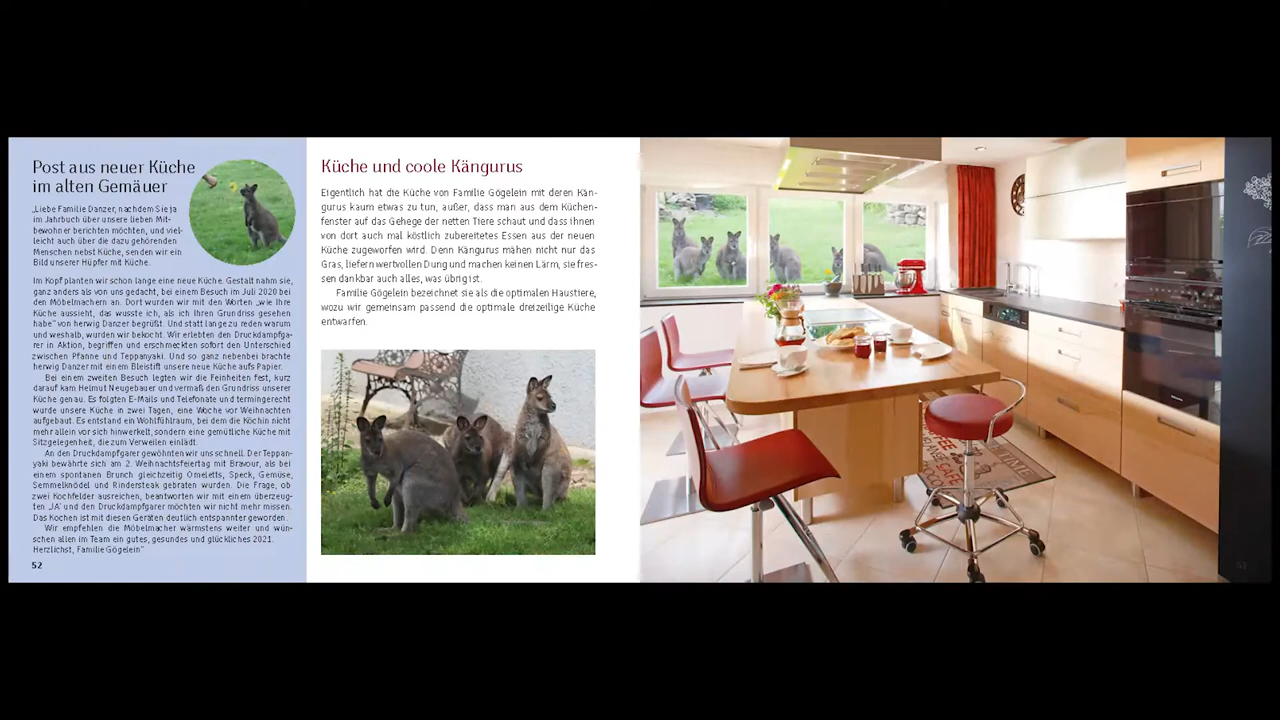 Post aus neuer Küche
im alten Gemäuer
„Liebe Familie Danzer, nachdem Sie ja
im Jahrbuch über unsere lieben Mit-
bewohner berichten möchten, und viel-
leicht auch über die dazu gehörenden
Menschen nebst Küche, senden wir ein
Bild unserer Hüpfer mit Küche.
Im Kopf planten wir schon lange eine neue Küche. Gestalt nahm sie,
ganz anders als von uns gedacht, bei einem Besuch im Juli 2020 bei
den Möbelmachern an. Dort wurden wir mit den Worten „wie Ihre
Küche aussieht, das wusste ich, als ich Ihren Grundriss gesehen
habe" von herwig Danzer begrüßt. Und statt lange zu reden warum
und weshalb, wurden wir bekocht. Wir erlebten den Druckdampfga-
rer in Aktion, begriffen und erschmeckten sofort den Unterschied
zwischen Pfanne und Teppanyaki. Und so ganz nebenbei brachte
herwig Danzer mit einem Bleistift unsere neue Küche aufs Papier.
Bei einem zweiten Besuch legten wir die Feinheiten fest, kurz
darauf kam Helmut Neugebauer und vermaß den Grundriss unserer
Küche genau. Es folgten E-Mails und Telefonate und termingerecht
wurde unsere Küche in zwei Tagen, eine Woche vor Weihnachten
aufgebaut. Es entstand ein Wohlfühlraum, bei dem die Köchin nicht
mehr allein vor sich hinwerkelt, sondern eine gemütliche Küche mit
Sitzgelegenheit, die zum Verweilen einlädt.
An den Druckdampfgarer gewöhnten wir uns schnell. Der Teppan-
yaki bewährte sich am 2. Weihnachtsfeiertag mit Bravour, als bei
einem spontanen Brunch gleichzeitig Omeletts, Speck, Gemüse,
Semmelknödel und Rindersteak gebraten wurden. Die Frage, ob
zwei Kochfelder ausreichen, beantworten wir mit einem überzeug-
ten „JA" und den Druckdampfgarer möchten wir nicht mehr missen.
Das Kochen ist mit diesen Geräten deutlich entspannter geworden.
Wir empfehlen die Möbelmacher wärmstens weiter und wün-
schen allen im Team ein gutes, gesundes und glückliches 2021.
Herzlichst, Familie Gögelein"
52
Küche und coole Kängurus
Eigentlich hat die Küche von Familie Gögelein mit deren Kän-
gurus kaum etwas zu tun, außer, dass man aus dem Küchen-
fenster auf das Gehege der netten Tiere schaut und dass ihnen
von dort auch mal köstlich zubereitetes Essen aus der neuen
Küche zugeworfen wird. Denn Kängurus mähen nicht nur das
Gras, liefern wertvollen Dung und machen keinen Lärm, sie fres-
sen dankbar auch alles, was übrig ist.
Familie Gögelein bezeichnet sie als die optimalen Haustiere,
wozu wir gemeinsam passend die optimale dreizeilige Küche
entwarfen.
53